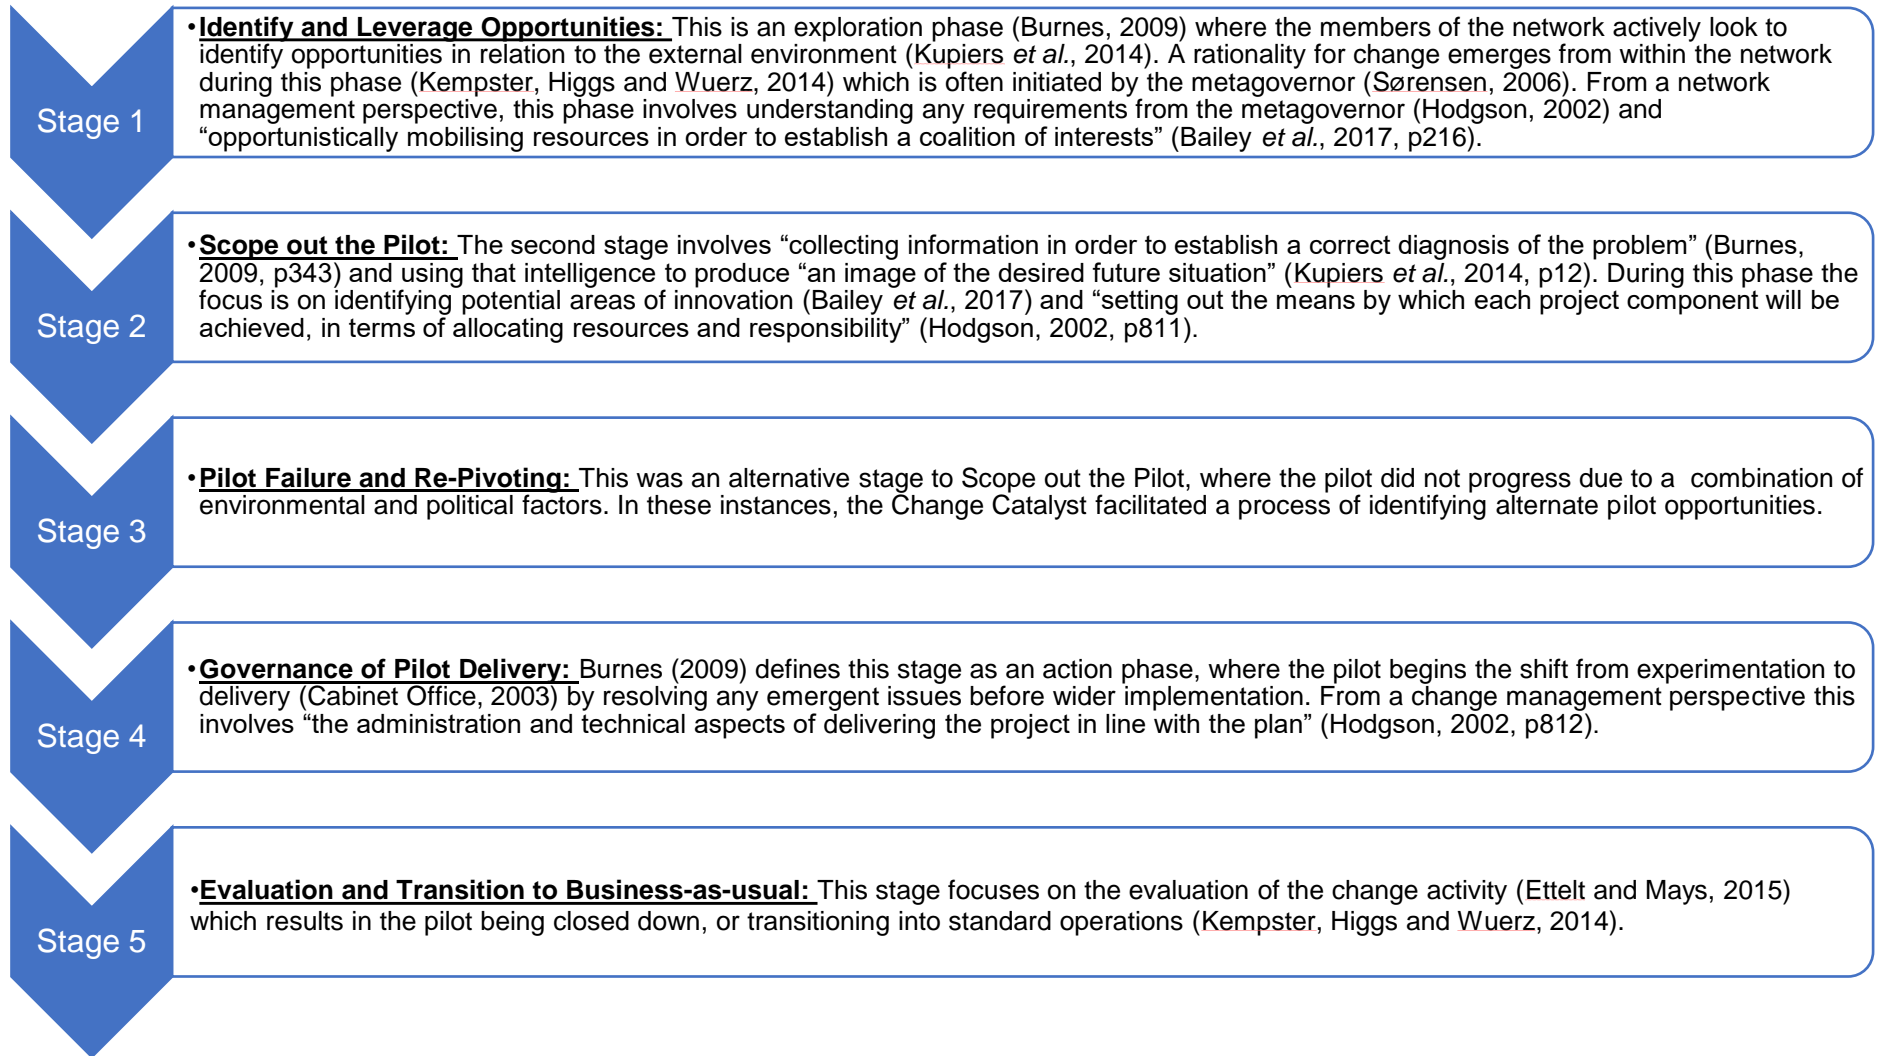 Stage 1
•Identify and Leverage Opportunities: This is an exploration phase (Burnes, 2009) where the members of the network actively look to
identify opportunities in relation to the external environment (Kupiers et al., 2014). A rationality for change emerges from within the network
during this phase (Kempster, Higgs and Wuerz, 2014) which is often initiated by the metagovernor (Sørensen, 2006). From a network
management perspective, this phase involves understanding any requirements from the metagovernor (Hodgson, 2002) and
“opportunistically mobilising resources in order to establish a coalition of interests” (Bailey et al., 2017, p216).
Stage 2
•Scope out the Pilot: The second stage involves “collecting information in order to establish a correct diagnosis of the problem” (Burnes,
2009, p343) and using that intelligence to produce “an image of the desired future situation” (Kupiers et al., 2014, p12). During this phase the
focus is on identifying potential areas of innovation (Bailey et al., 2017) and “setting out the means by which each project component will be
achieved, in terms of allocating resources and responsibility” (Hodgson, 2002, p811).
Stage 3
•Pilot Failure and Re-Pivoting: This was an alternative stage to Scope out the Pilot, where the pilot did not progress due to a  combination of
environmental and political factors. In these instances, the Change Catalyst facilitated a process of identifying alternate pilot opportunities.
Stage 4
•Governance of Pilot Delivery: Burnes (2009) defines this stage as an action phase, where the pilot begins the shift from experimentation to
delivery (Cabinet Office, 2003) by resolving any emergent issues before wider implementation. From a change management perspective this
involves “the administration and technical aspects of delivering the project in line with the plan” (Hodgson, 2002, p812).
Stage 5
•Evaluation and Transition to Business-as-usual: This stage focuses on the evaluation of the change activity (Ettelt and Mays, 2015)
which results in the pilot being closed down, or transitioning into standard operations (Kempster, Higgs and Wuerz, 2014).